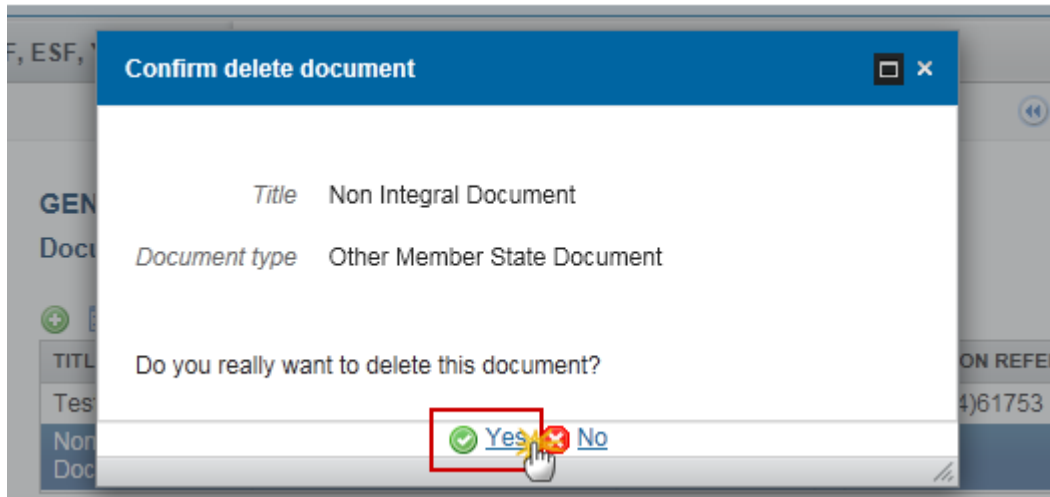 F, ESF,
Confirm delete document
Title Non Integral Document
GEN
Document type Other Member State Document
Docu
TITL
ON REFE
Do you really want to delete this document?
Tes
4)61753
Non
Doc
Yes No